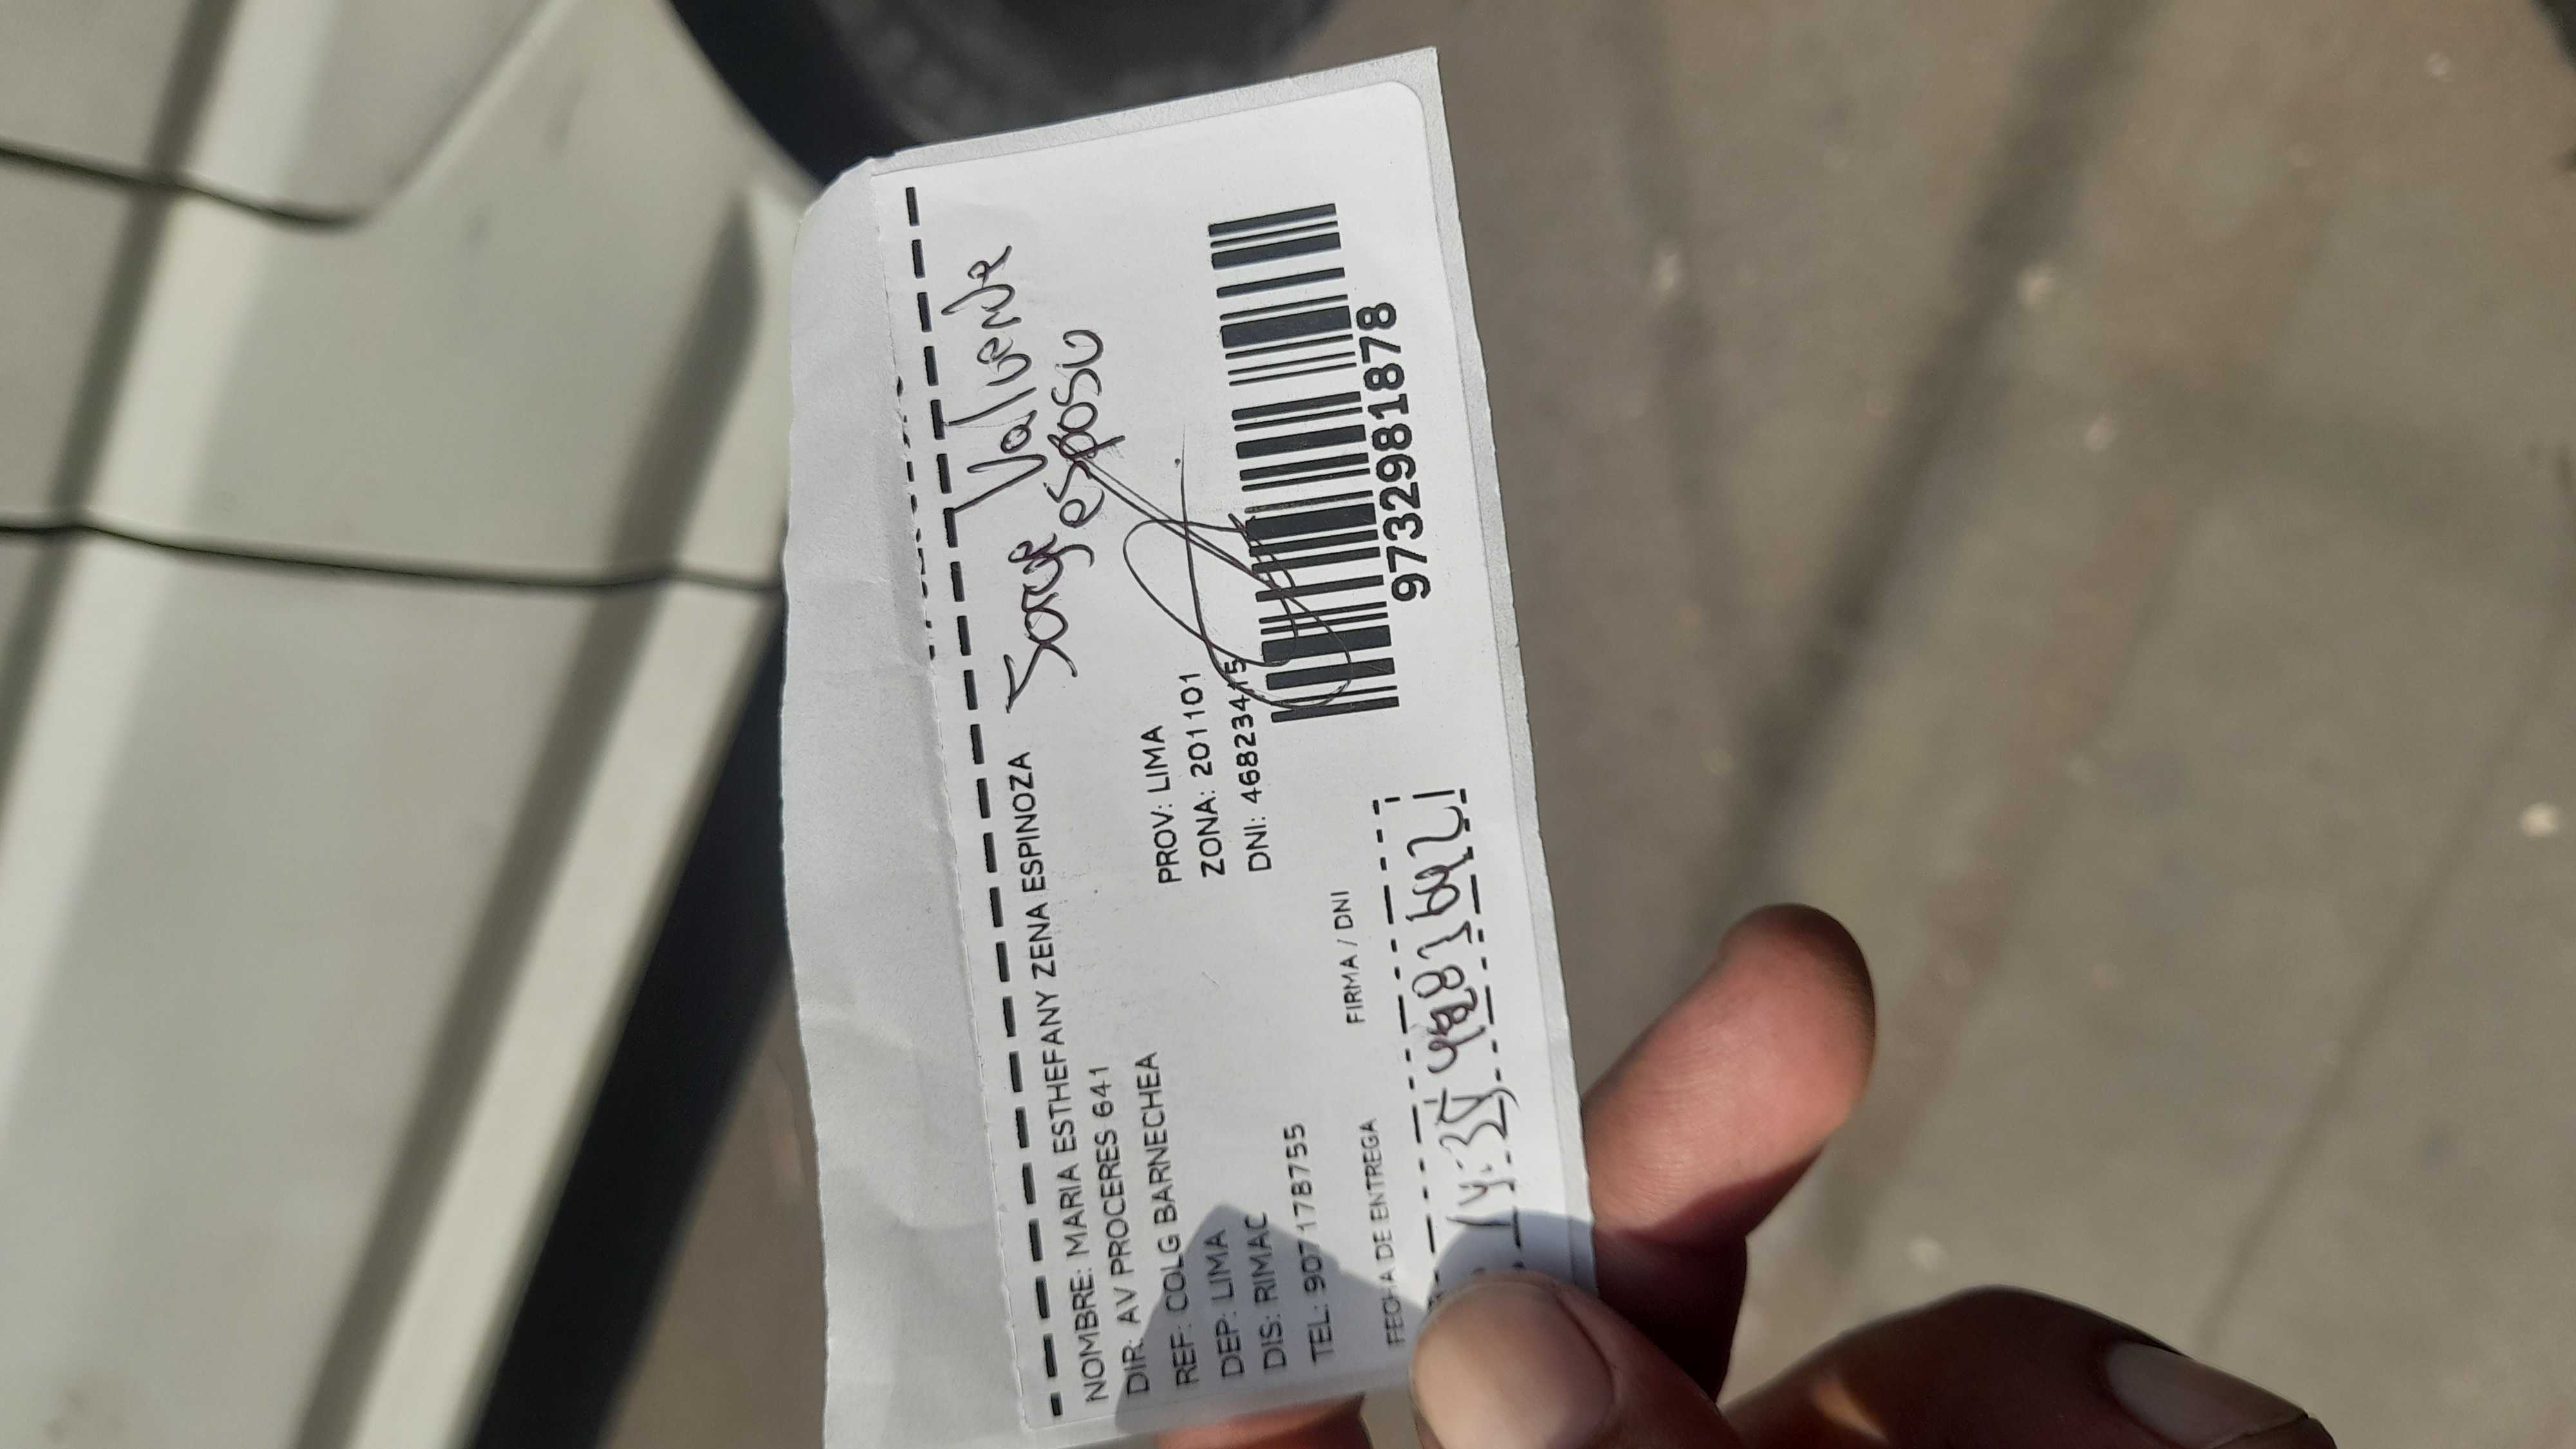 NOMBRE: MARIA ESTHEFANY ZENA ESPINOZA
Jorge Valverde
esposo
DIR: AV PROCERES 641
REF: COLG BARNECHEA
DEP: LIMA
PROV: LIMA
DIS: RIMAC
ZONA: 201101
TEL: 907178755
DNI: 46823415
FECHA DE ENTREGA
FIRMA / DNI
9732981878